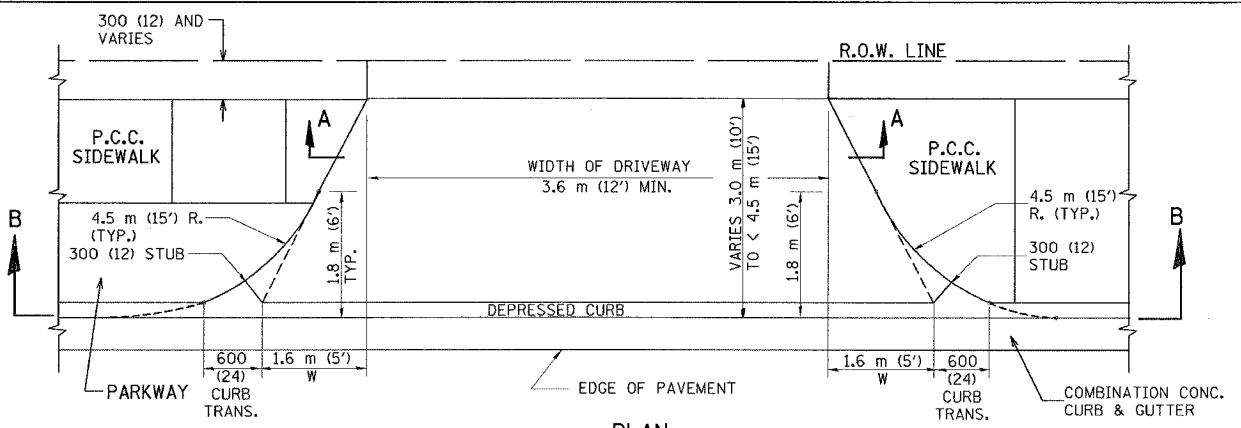 300 (12) AND
VARIES
R.O.W. LINE
A
A
P.C.C.
SIDEWALK
P.C.C.
SIDEWALK
WIDTH OF DRIVEWAY
3.6 m (12') MIN.
VARIES 3.0 m (10')
TO < 4.5 m (15')
B
B
4.5 m (15') R.
(TYP.)
300 (12) STUB
1.8 m (6')
TYP.
1.8 m (6')
4.5 m (15')
R. (TYP.)
300 (12)
STUB
DEPRESSED CURB
600
(24)
CURB
TRANS.
1.6 m (5')
W
1.6 m (5')
W
600
(24)
CURB
TRANS.
PARKWAY
EDGE OF PAVEMENT
COMBINATION CONC.
CURB & GUTTER
PLAN